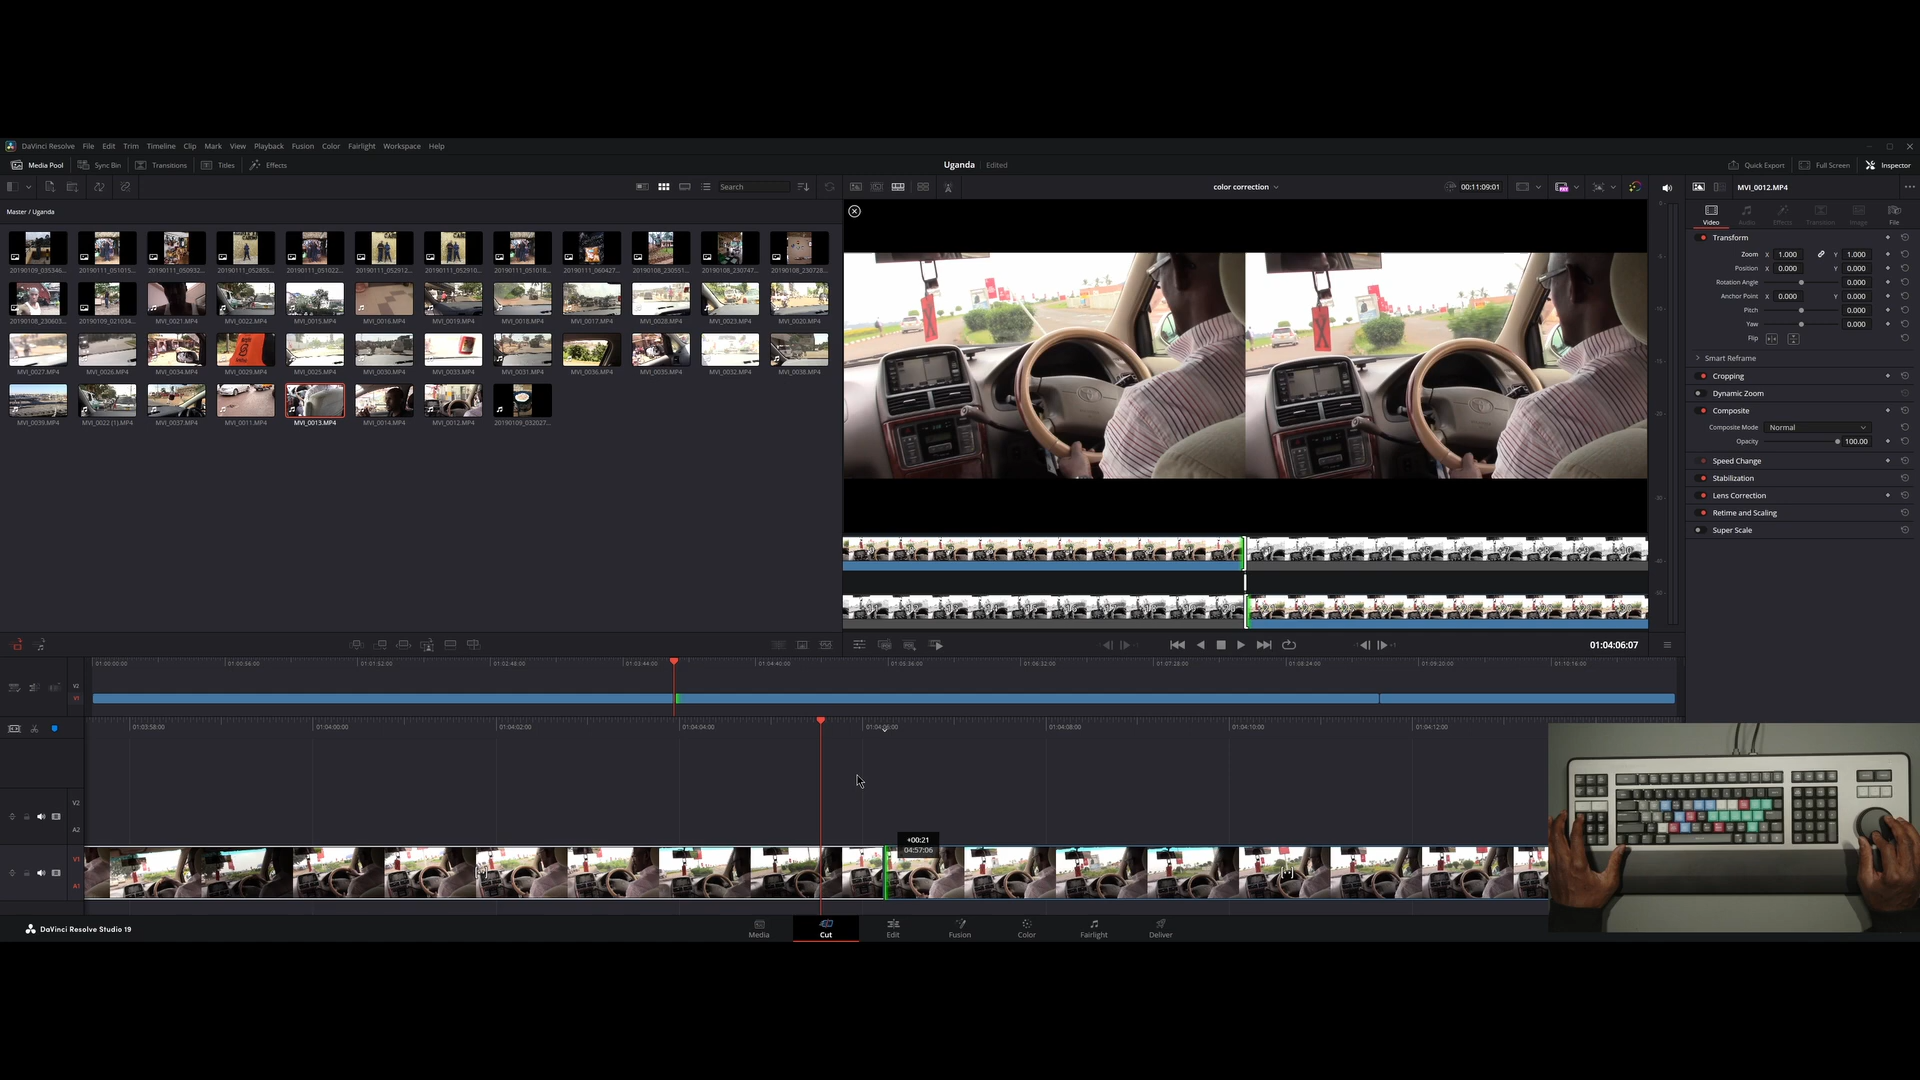 DaVinci Resolve File Edit Trim Timeline Clip Mark View Playback Fusion Color Fairlight Workspace Help
Media Pool Sync Bin Transitions Titles Effects Uganda Edited Quick Export Full Screen Inspector
Search color correction 00:11:09:01 MVI_0012.MP4
Master / Uganda
Video Audio Effects Transition Image File
20190109_035346... 20190111_051015... 20190111_050932... 20190111_052855... 20190111_051022... 20190111_052912... 20190111_052910... 20190111_051018... 20190111_060427... 20190108_230551... 20190108_230747... 20190108_230728...
20190108_230603... 20190109_021034... MVI_0021.MP4 MVI_0022.MP4 MVI_0015.MP4 MVI_0016.MP4 MVI_0019.MP4 MVI_0018.MP4 MVI_0017.MP4 MVI_0028.MP4 MVI_0023.MP4 MVI_0020.MP4
MVI_0027.MP4 MVI_0026.MP4 MVI_0034.MP4 MVI_0029.MP4 MVI_0025.MP4 MVI_0030.MP4 MVI_0033.MP4 MVI_0031.MP4 MVI_0036.MP4 MVI_0035.MP4 MVI_0032.MP4 MVI_0038.MP4
MVI_0039.MP4 MVI_0022 (1).MP4 MVI_0037.MP4 MVI_0011.MP4 MVI_0013.MP4 MVI_0014.MP4 MVI_0012.MP4 20190109_032027...
Transform
Zoom X 1.000 Y 1.000
Position X 0.000 Y 0.000
Rotation Angle 0.000
Anchor Point X 0.000 Y 0.000
Pitch 0.000
Yaw 0.000
Flip
Smart Reframe
Cropping
Dynamic Zoom
Composite
Composite Mode Normal
Opacity 100.00
Speed Change
Stabilization
Lens Correction
Retime and Scaling
Super Scale
01:04:06:07
01:00:00:00 01:00:56:00 01:01:52:00 01:02:48:00 01:03:44:00 01:04:40:00 01:05:36:00 01:06:32:00 01:07:28:00 01:08:24:00 01:09:20:00 01:10:16:00
V2
V1
01:03:58:00 01:04:00:00 01:04:02:00 01:04:04:00 01:04:06:00 01:04:08:00 01:04:10:00 01:04:12:00
V2
A2
+00:21
04:57:06
V1
A1
DaVinci Resolve Studio 19
Media Cut Edit Fusion Color Fairlight Deliver